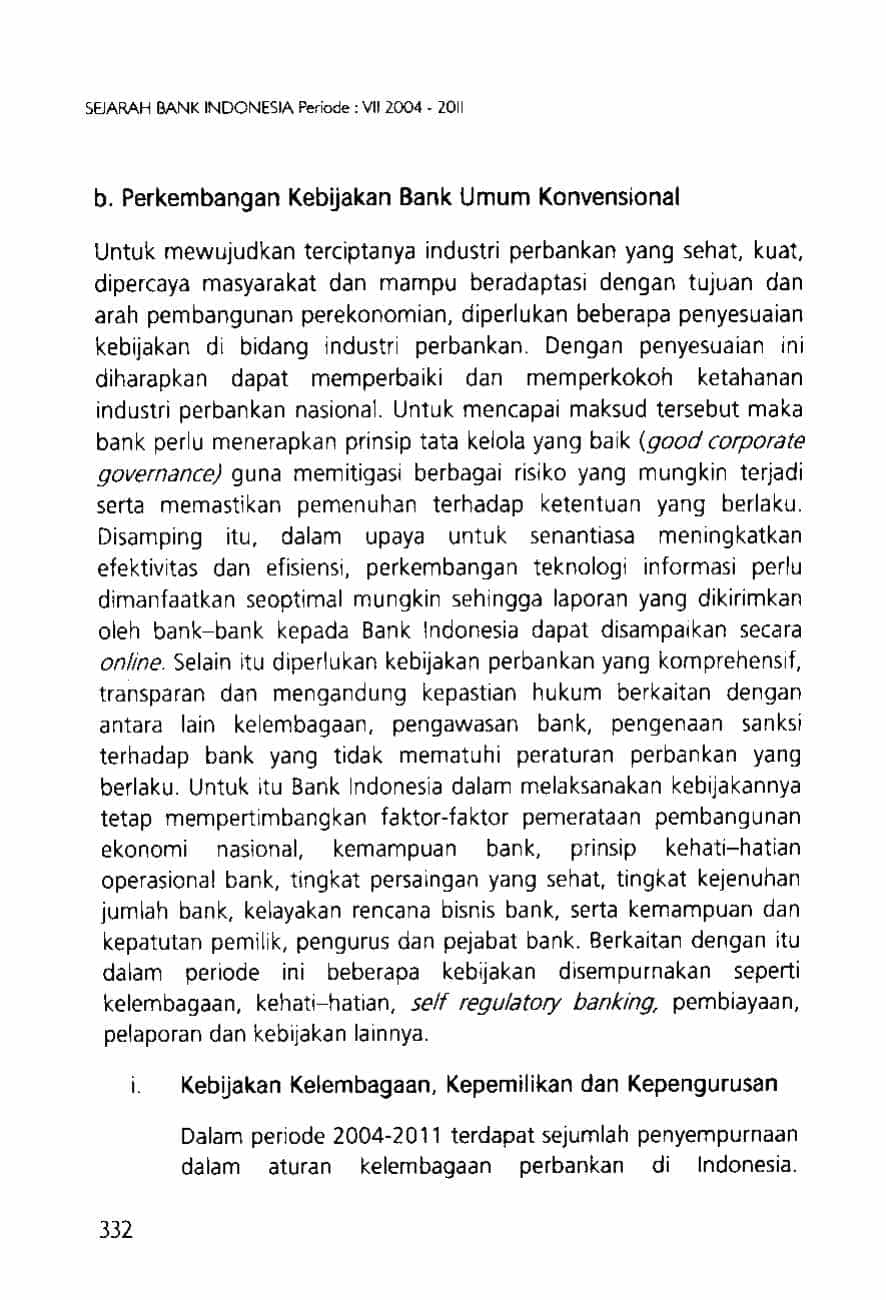 SEJARAH BANK INDONESIA Periode : VII 2004 - 2011
b. Perkembangan Kebijakan Bank Umum Konvensional
Untuk mewujudkan terciptanya industri perbankan yang sehat, kuat,
dipercaya masyarakat dan mampu beradaptasi dengan tujuan dan
arah pembangunan perekonomian, diperlukan beberapa penyesuaian
kebijakan di bidang industri perbankan. Dengan penyesuaian ini
diharapkan dapat memperbaiki dan memperkokoh ketahanan
industri perbankan nasional. Untuk mencapai maksud tersebut maka
bank perlu menerapkan prinsip tata kelola yang baik (good corporate
governance) guna memitigasi berbagai risiko yang mungkin terjadi
serta memastikan pemenuhan terhadap ketentuan yang berlaku.
Disamping itu, dalam upaya untuk senantiasa meningkatkan
efektivitas dan efisiensi, perkembangan teknologi informasi perlu
dimanfaatkan seoptimal mungkin sehingga laporan yang dikirimkan
oleh bank–bank kepada Bank Indonesia dapat disampaikan secara
online. Selain itu diperlukan kebijakan perbankan yang komprehensif,
transparan dan mengandung kepastian hukum berkaitan dengan
antara lain kelembagaan, pengawasan bank, pengenaan sanksi
terhadap bank yang tidak mematuhi peraturan perbankan yang
berlaku. Untuk itu Bank Indonesia dalam melaksanakan kebijakannya
tetap mempertimbangkan faktor-faktor pemerataan pembangunan
ekonomi nasional, kemampuan bank, prinsip kehati–hatian
operasional bank, tingkat persaingan yang sehat, tingkat kejenuhan
jumlah bank, kelayakan rencana bisnis bank, serta kemampuan dan
kepatutan pemilik, pengurus dan pejabat bank. Berkaitan dengan itu
dalam periode ini beberapa kebijakan disempurnakan seperti
kelembagaan, kehati–hatian, self regulatory banking, pembiayaan,
pelaporan dan kebijakan lainnya.
i. Kebijakan Kelembagaan, Kepemilikan dan Kepengurusan
Dalam periode 2004-2011 terdapat sejumlah penyempurnaan
dalam aturan kelembagaan perbankan di Indonesia.
332